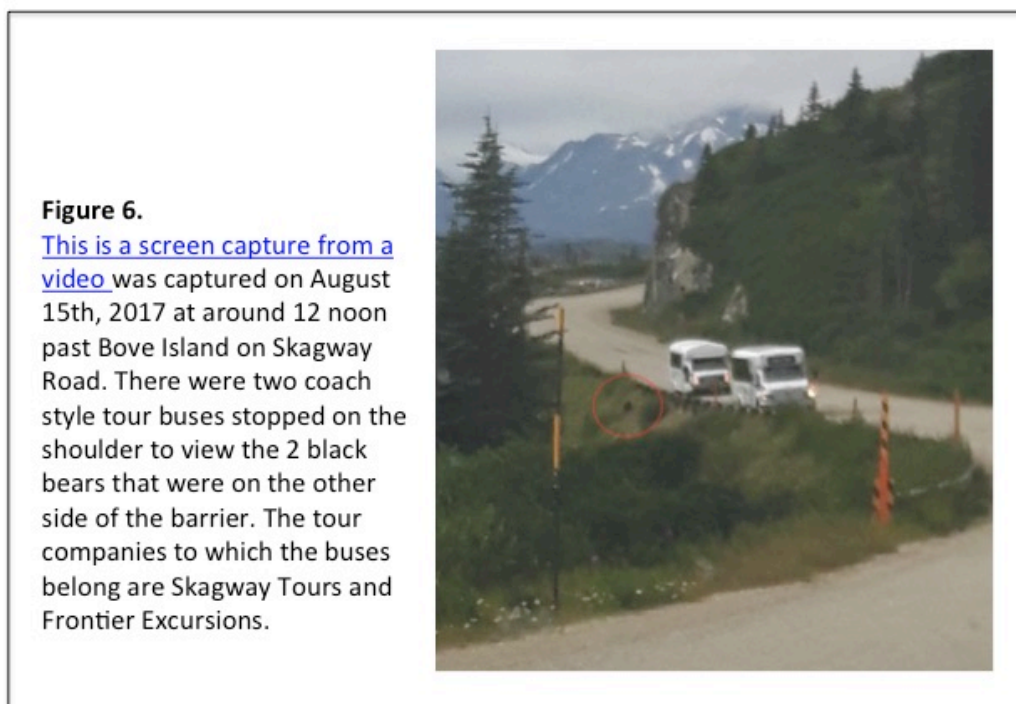 Figure 6.
This is a screen capture from a
video was captured on August
15th, 2017 at around 12 noon
past Bove Island on Skagway
Road. There were two coach
style tour buses stopped on the
shoulder to view the 2 black
bears that were on the other
side of the barrier. The tour
companies to which the buses
belong are Skagway Tours and
Frontier Excursions.